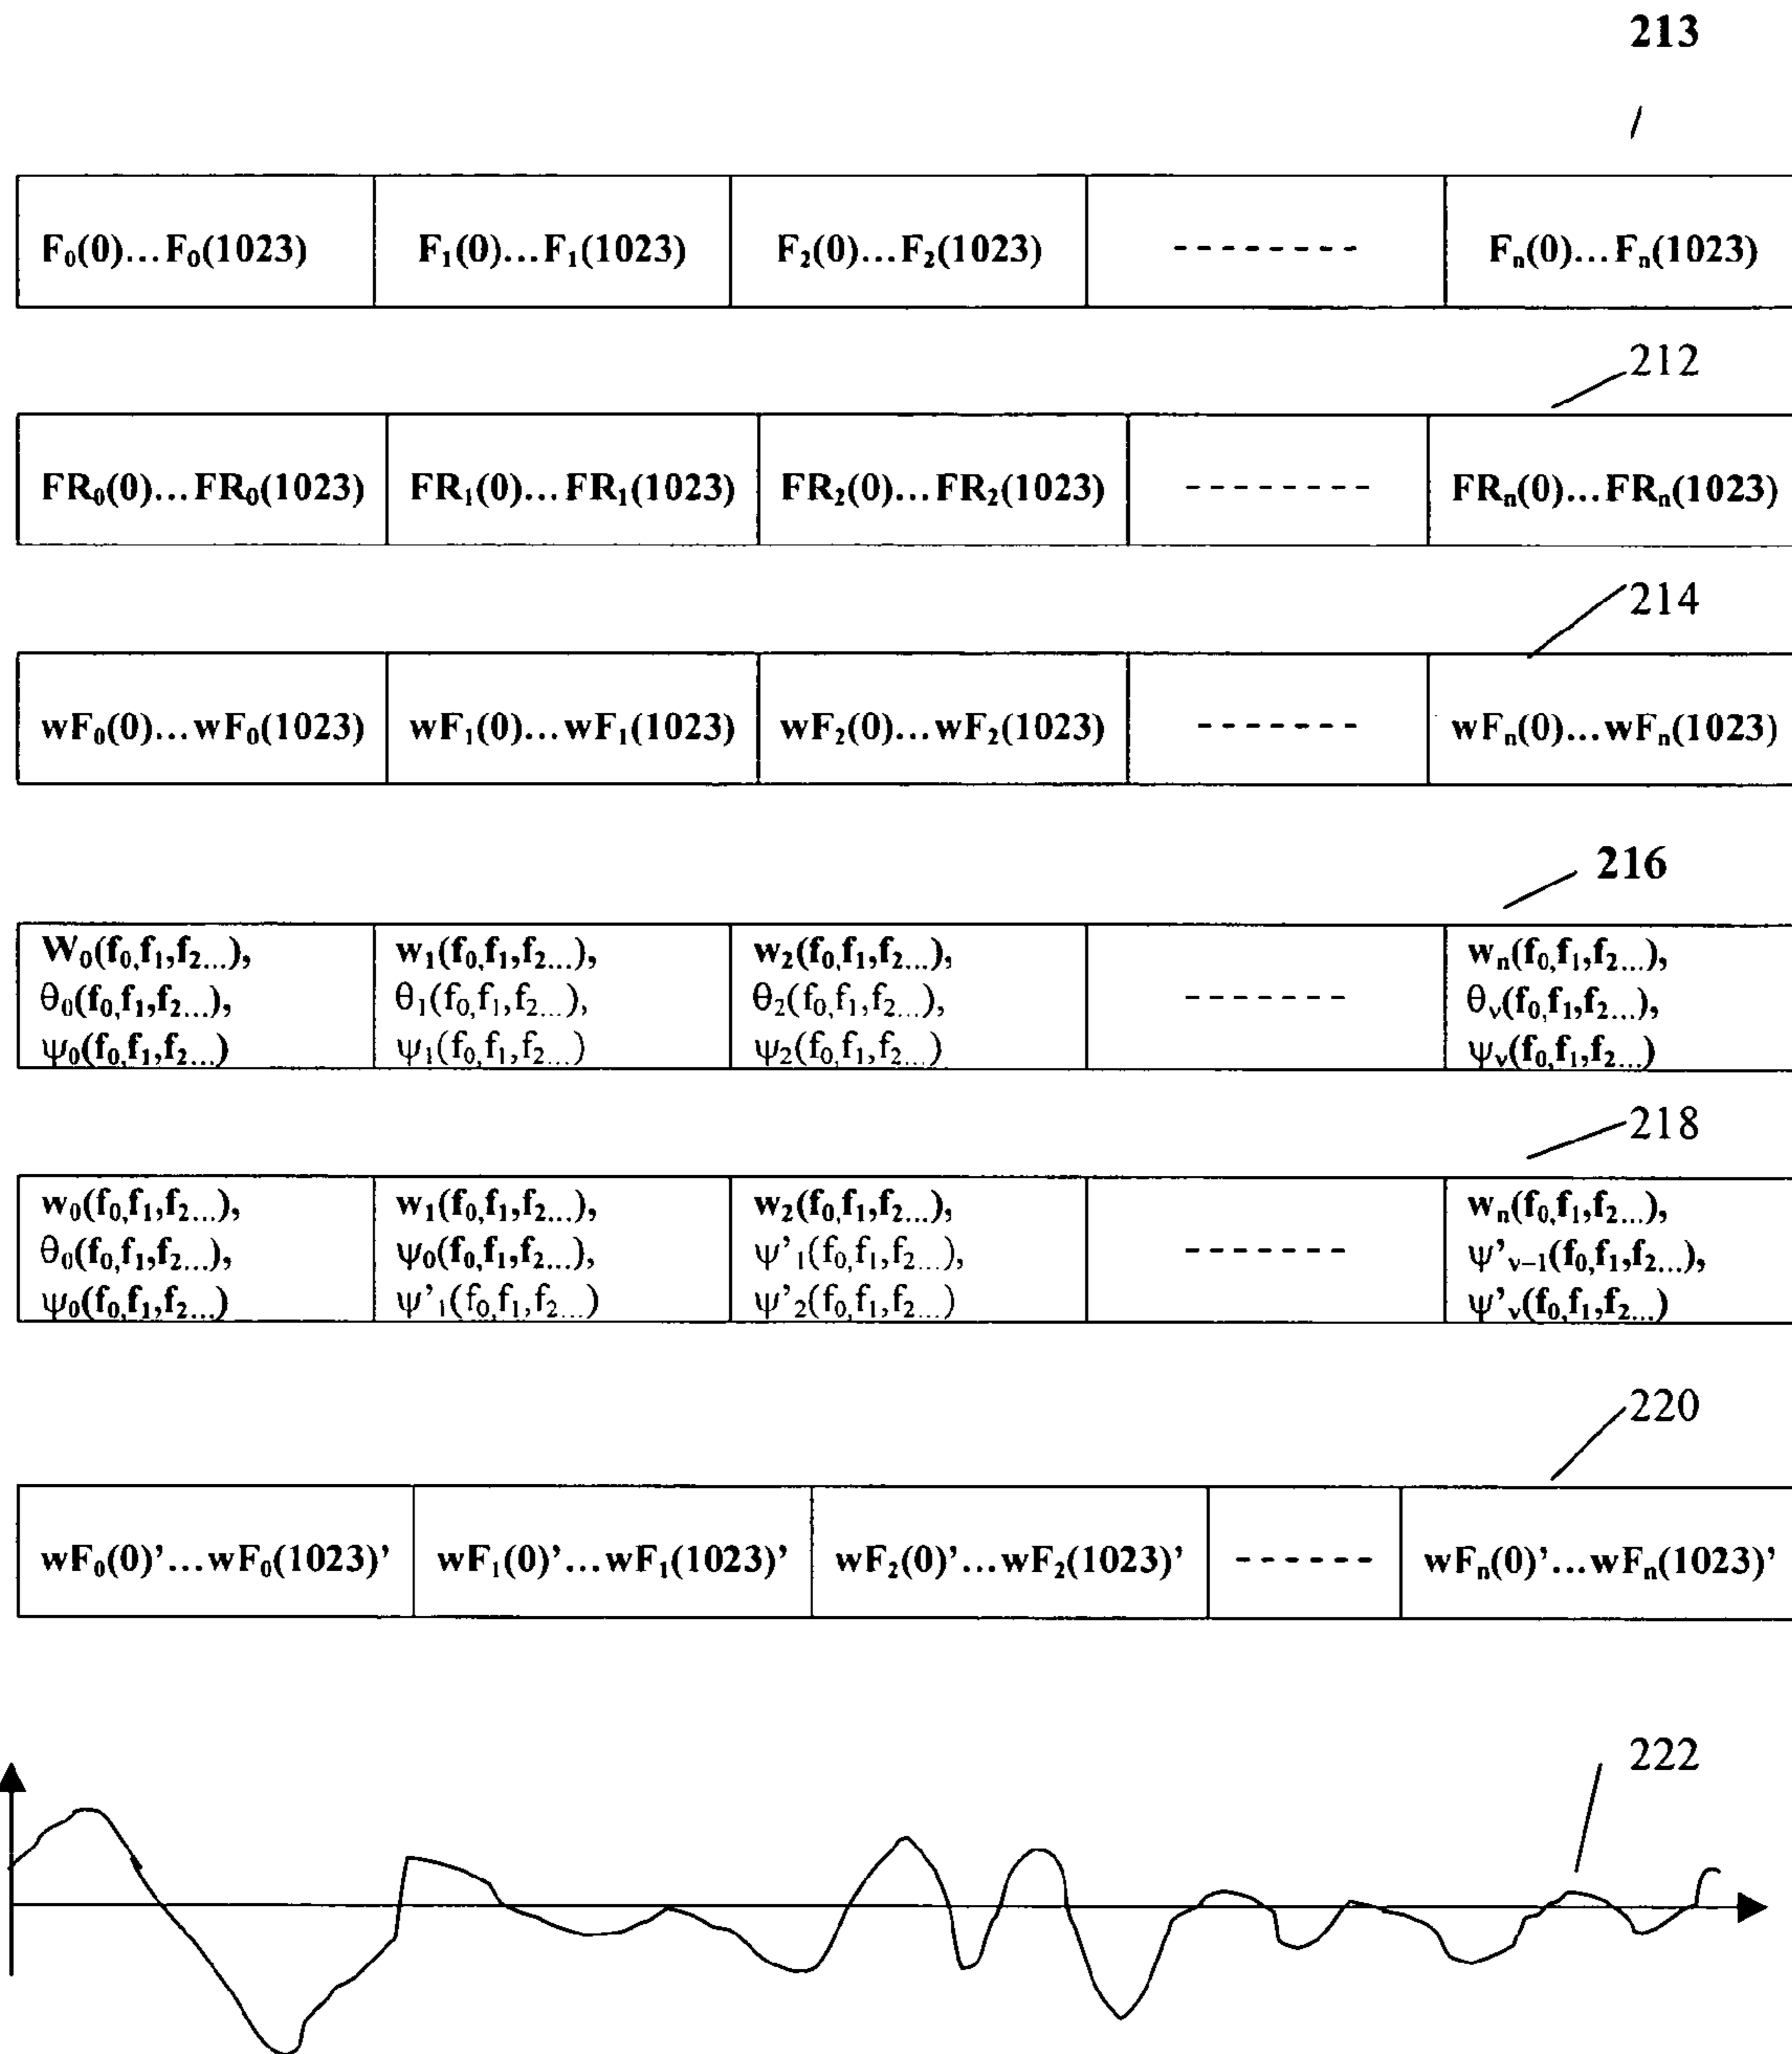 213
F₀(0)...F₀(1023) F₁(0)...F₁(1023) F₂(0)...F₂(1023) -------- Fₙ(0)...Fₙ(1023)
212
FR₀(0)...FR₀(1023) FR₁(0)...FR₁(1023) FR₂(0)...FR₂(1023) -------- FRₙ(0)...FRₙ(1023)
214
wF₀(0)...wF₀(1023) wF₁(0)...wF₁(1023) wF₂(0)...wF₂(1023) ------- wFₙ(0)...wFₙ(1023)
216
W₀(f₀,f₁,f₂...), w₁(f₀,f₁,f₂...), w₂(f₀,f₁,f₂...), wₙ(f₀,f₁,f₂...),
θ₀(f₀,f₁,f₂...), θ₁(f₀,f₁,f₂...), θ₂(f₀,f₁,f₂...), ------- θᵥ(f₀,f₁,f₂...),
ψ₀(f₀,f₁,f₂...) ψ₁(f₀,f₁,f₂...) ψ₂(f₀,f₁,f₂...) ψᵥ(f₀,f₁,f₂...)
218
w₀(f₀,f₁,f₂...), w₁(f₀,f₁,f₂...), w₂(f₀,f₁,f₂...), wₙ(f₀,f₁,f₂...),
θ₀(f₀,f₁,f₂...), ψ₀(f₀,f₁,f₂...), ψ’₁(f₀,f₁,f₂...), ------- ψ’ᵥ₋₁(f₀,f₁,f₂...),
ψ₀(f₀,f₁,f₂...) ψ’₁(f₀,f₁,f₂...) ψ’₂(f₀,f₁,f₂...) ψ’ᵥ(f₀,f₁,f₂...)
220
wF₀(0)’...wF₀(1023)’ wF₁(0)’...wF₁(1023)’ wF₂(0)’...wF₂(1023)’ ------ wFₙ(0)’...wFₙ(1023)’
222